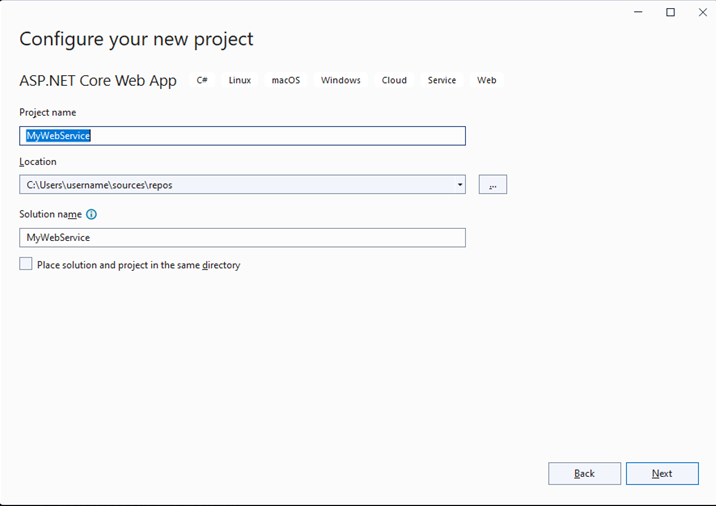 Configure your new project
ASP.NET Core Web App C# Linux macOS Windows Cloud Service Web
Project name
MyWebService
Location
C:\Users\username\sources\repos
...
Solution name
MyWebService
Place solution and project in the same directory
Back Next